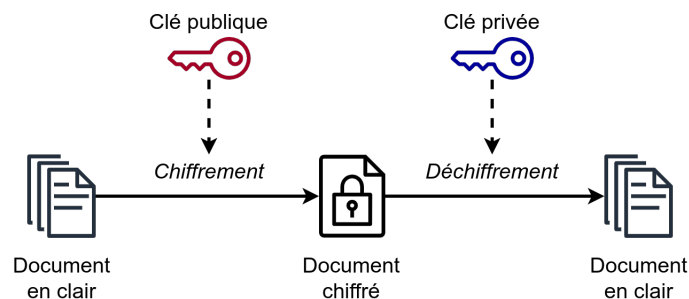 Clé publique
Clé privée
Chiffrement
Déchiffrement
Document
en clair
Document
chiffré
Document
en clair